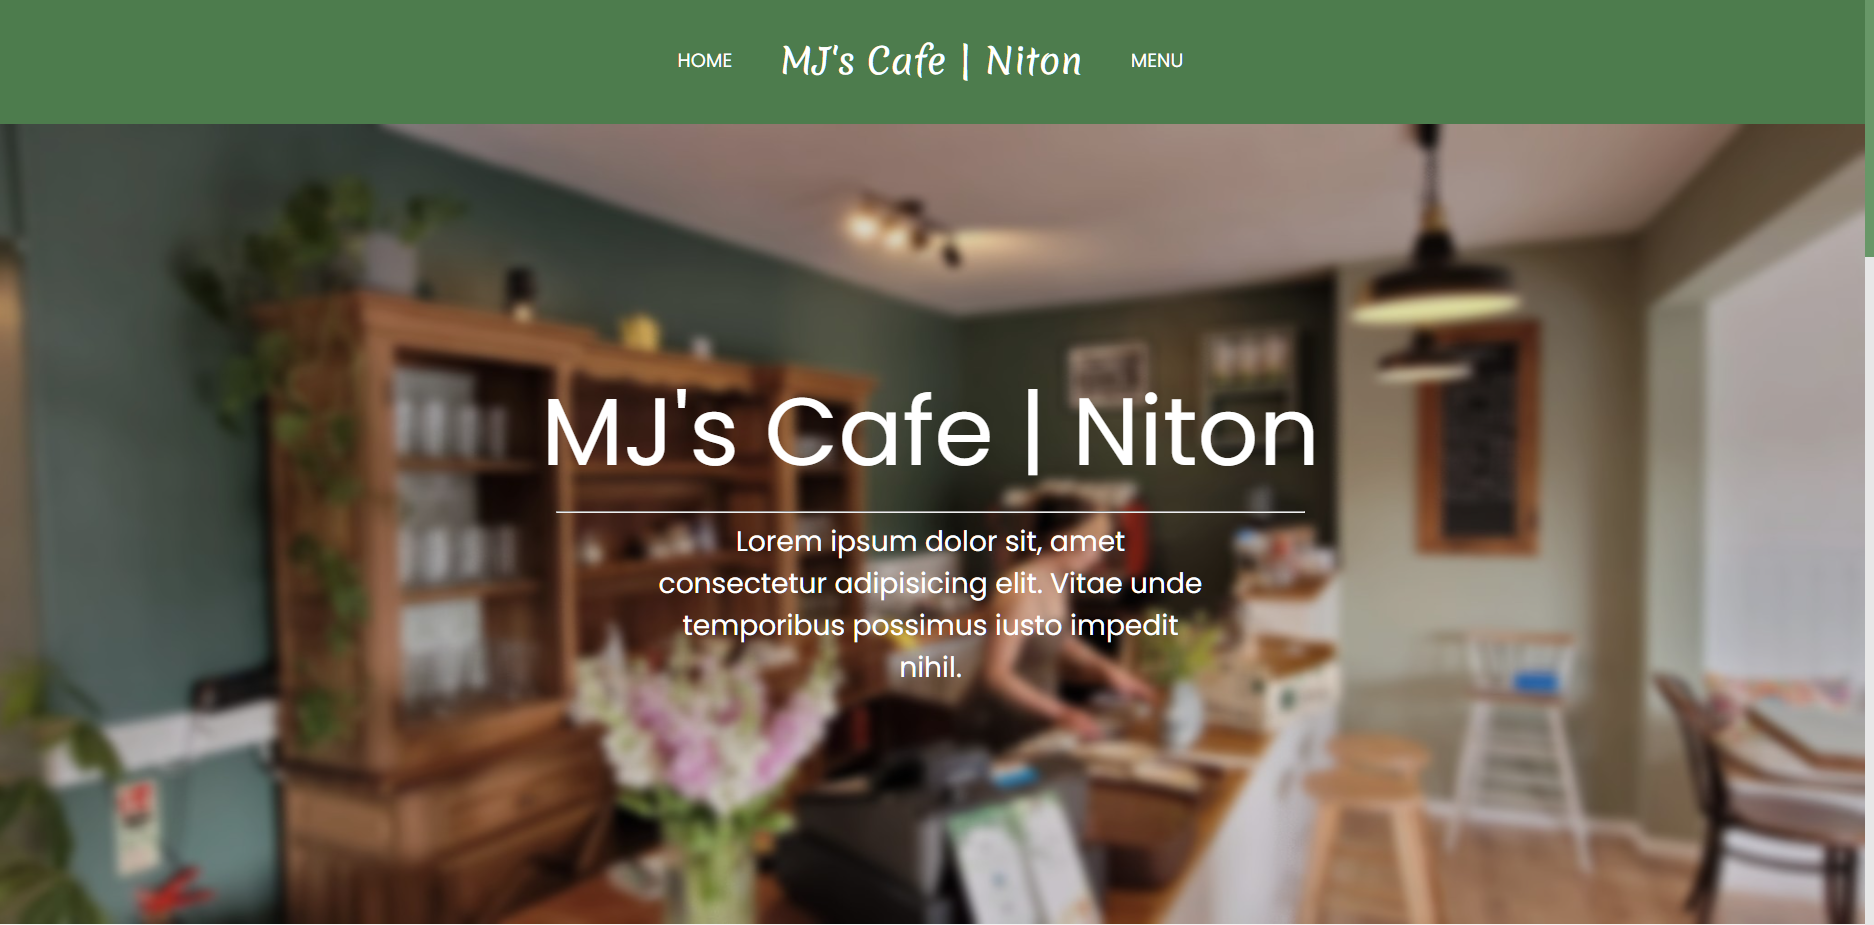 HOME MJ's Cafe | Niton MENU
MJ's Cafe | Niton
Lorem ipsum dolor sit, amet
consectetur adipisicing elit. Vitae unde
temporibus possimus iusto impedit
nihil.